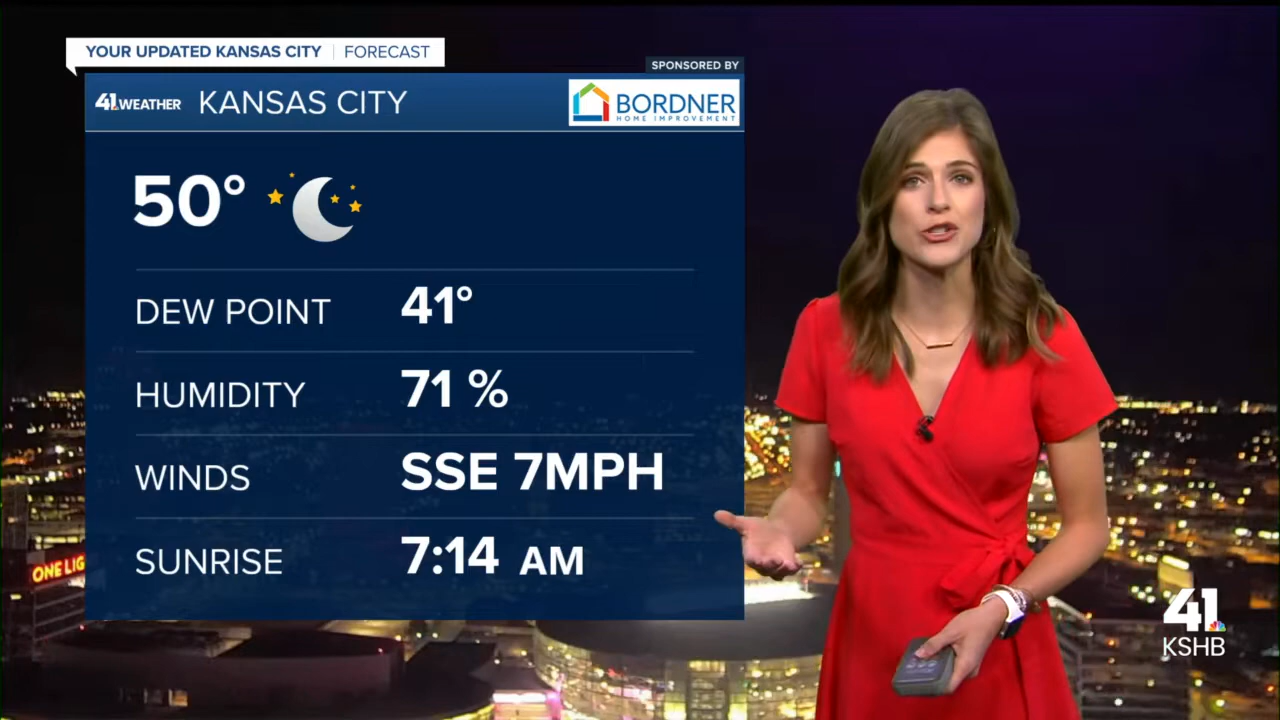 YOUR UPDATED KANSAS CITY | FORECAST
SPONSORED BY
41 WEATHER KANSAS CITY
BORDNER
HOME IMPROVEMENT
50°
DEW POINT 41°
HUMIDITY 71 %
WINDS SSE 7MPH
SUNRISE 7:14 AM
ONE LIG
41
KSHB